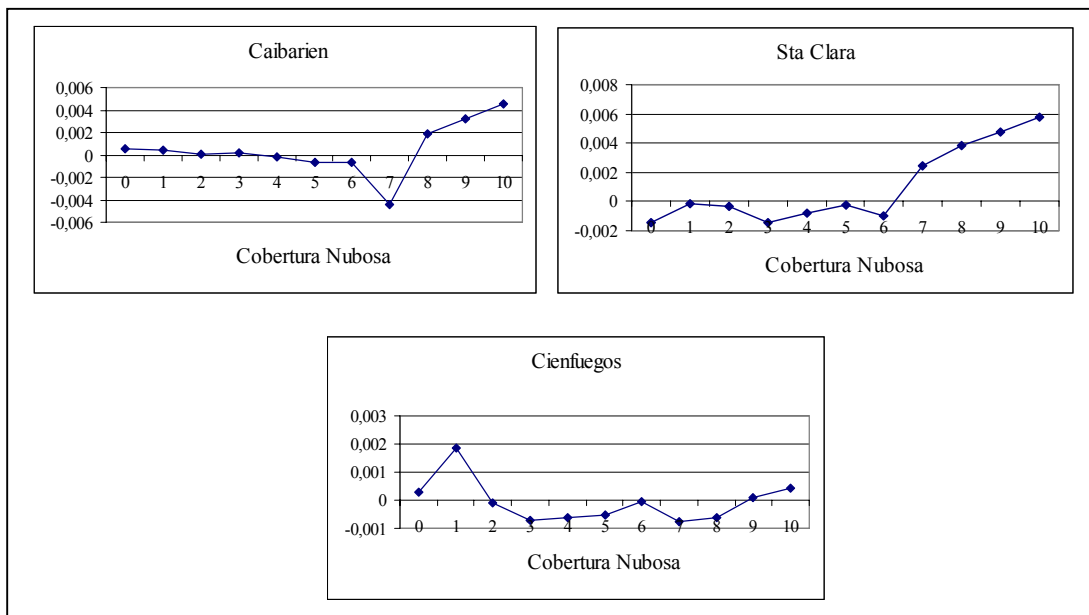 Caibarien
0,006
0,004
0,002
0
-0,002
-0,004
-0,006
0 1 2 3 4 5 6 7 8 9 10
Cobertura Nubosa
Sta Clara
0,008
0,006
0,004
0,002
0
-0,002
0 1 2 3 4 5 6 7 8 9 10
Cobertura Nubosa
Cienfuegos
0,003
0,002
0,001
0
-0,001
0 1 2 3 4 5 6 7 8 9 10
Cobertura Nubosa